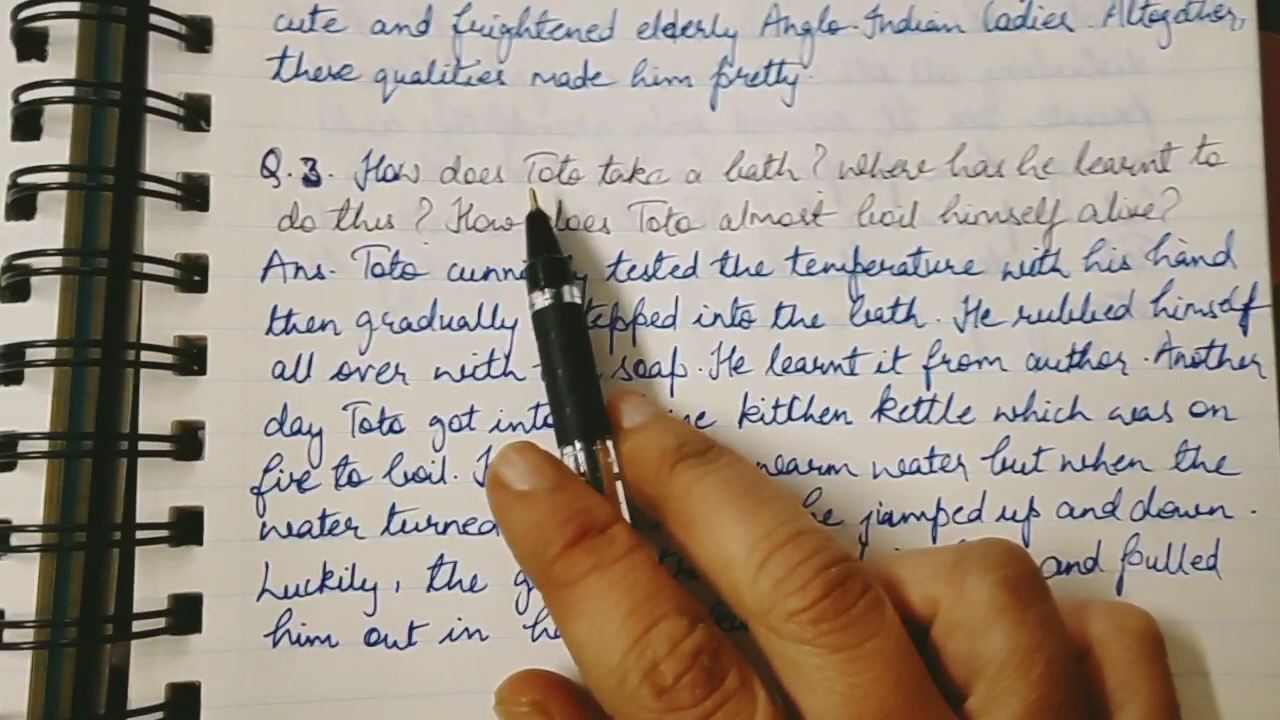 cute and frightened elderly Anglo-Indian ladies. Altogether,
these qualities made him pretty.
Q.3. How does Toto take a bath? Where has he learnt to
do this? How does Toto almost boil himself alive?
Ans. Toto tested the temperature with his hand
then gradually stepped into the bath. He rubbed himself
all over with soap. He learnt it from author. Another
day Toto got into kitchen kettle which was on
fire to boil. warm water but when the
water turned he jumped up and down.
Luckily, the and pulled
him out in